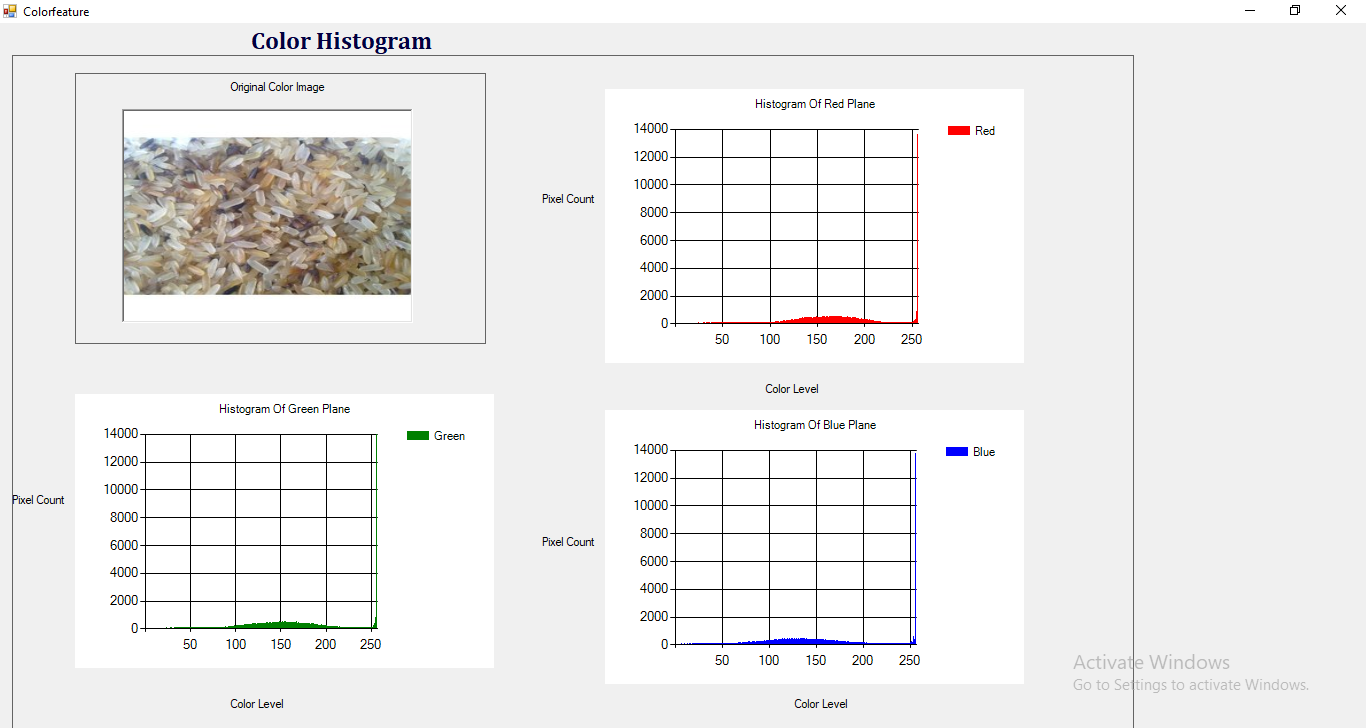 Colorfeature
Color Histogram
Original Color Image
Histogram Of Red Plane
Red
Pixel Count
14000
12000
10000
8000
6000
4000
2000
0
50 100 150 200 250
Color Level
Histogram Of Green Plane
Green
Pixel Count
14000
12000
10000
8000
6000
4000
2000
0
50 100 150 200 250
Color Level
Histogram Of Blue Plane
Blue
Pixel Count
14000
12000
10000
8000
6000
4000
2000
0
50 100 150 200 250
Color Level
Activate Windows
Go to Settings to activate Windows.